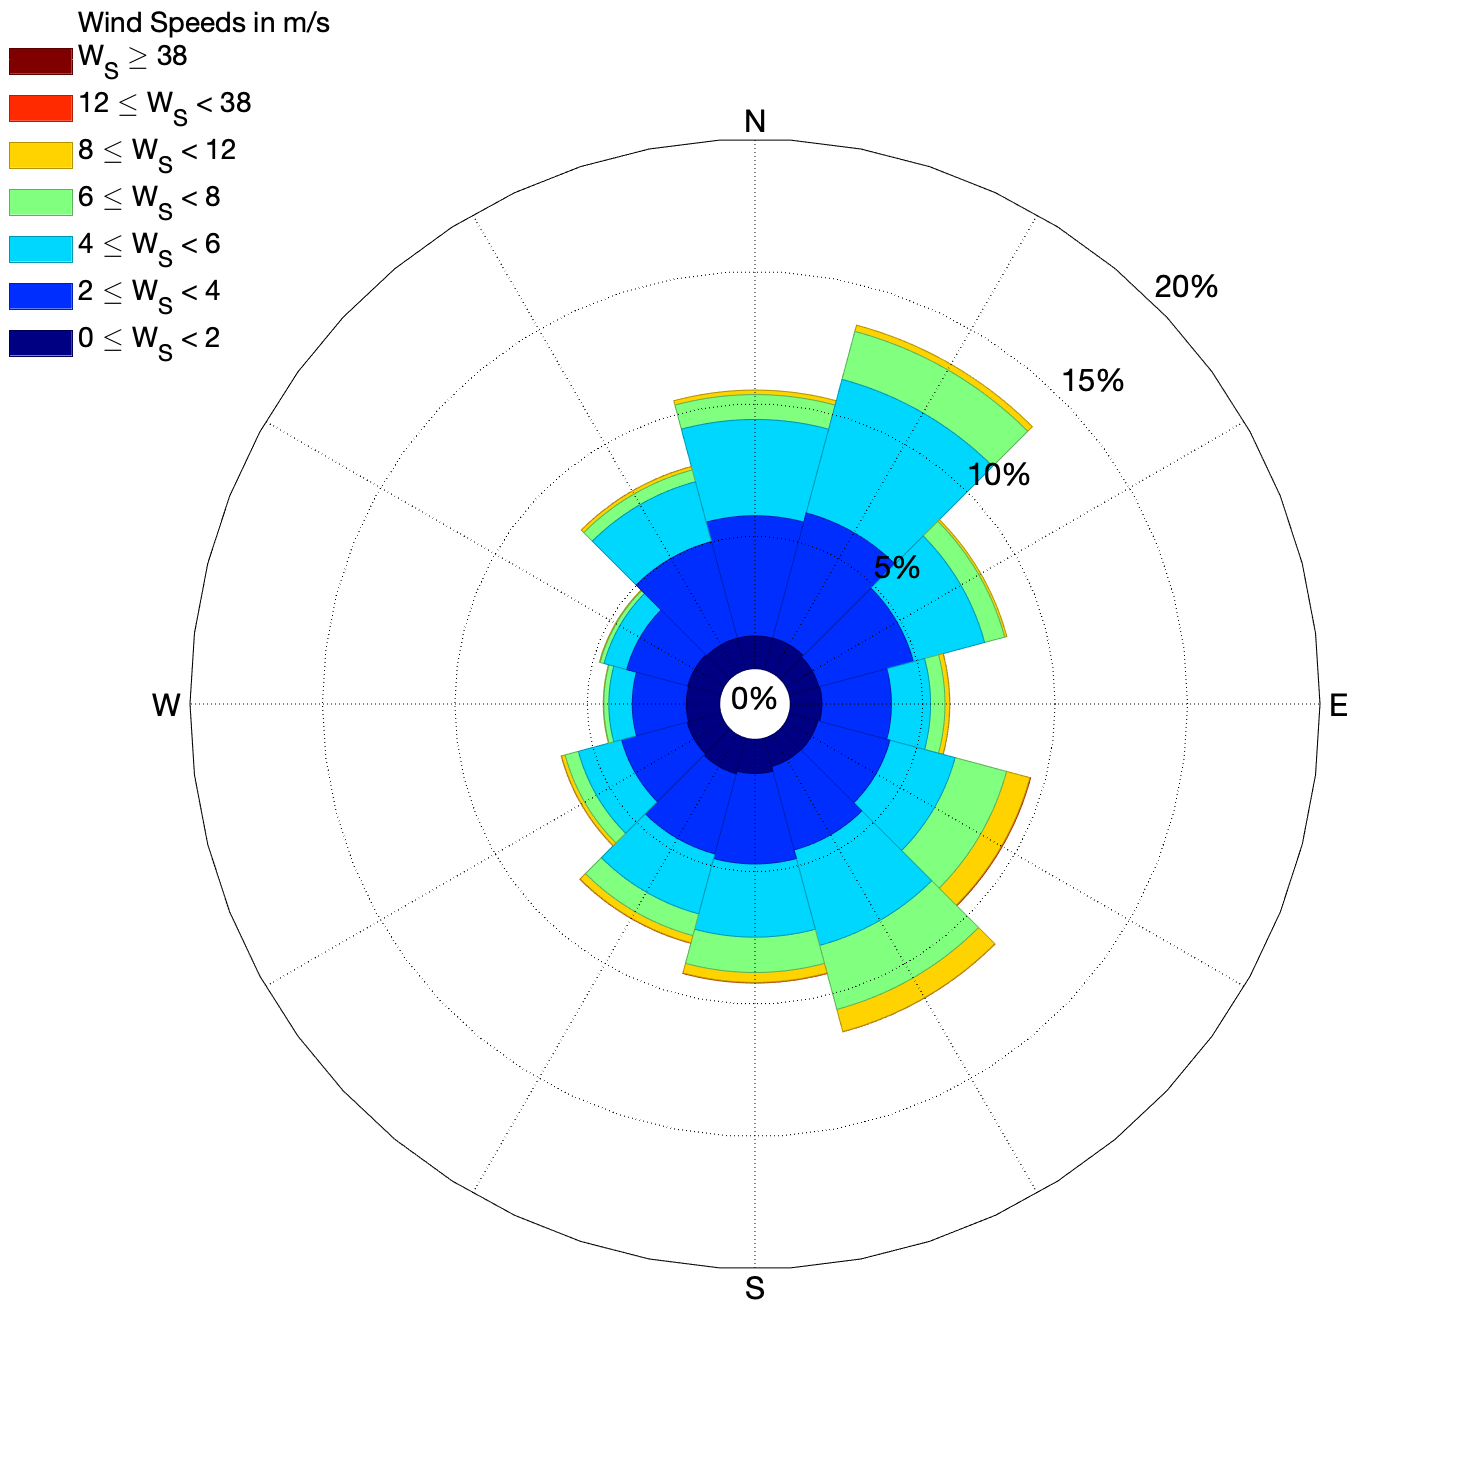 Wind Speeds in m/s
W_S ≥ 38
12 ≤ W_S < 38
8 ≤ W_S < 12
6 ≤ W_S < 8
4 ≤ W_S < 6
2 ≤ W_S < 4
0 ≤ W_S < 2
N
20%
15%
10%
5%
0%
W
E
S